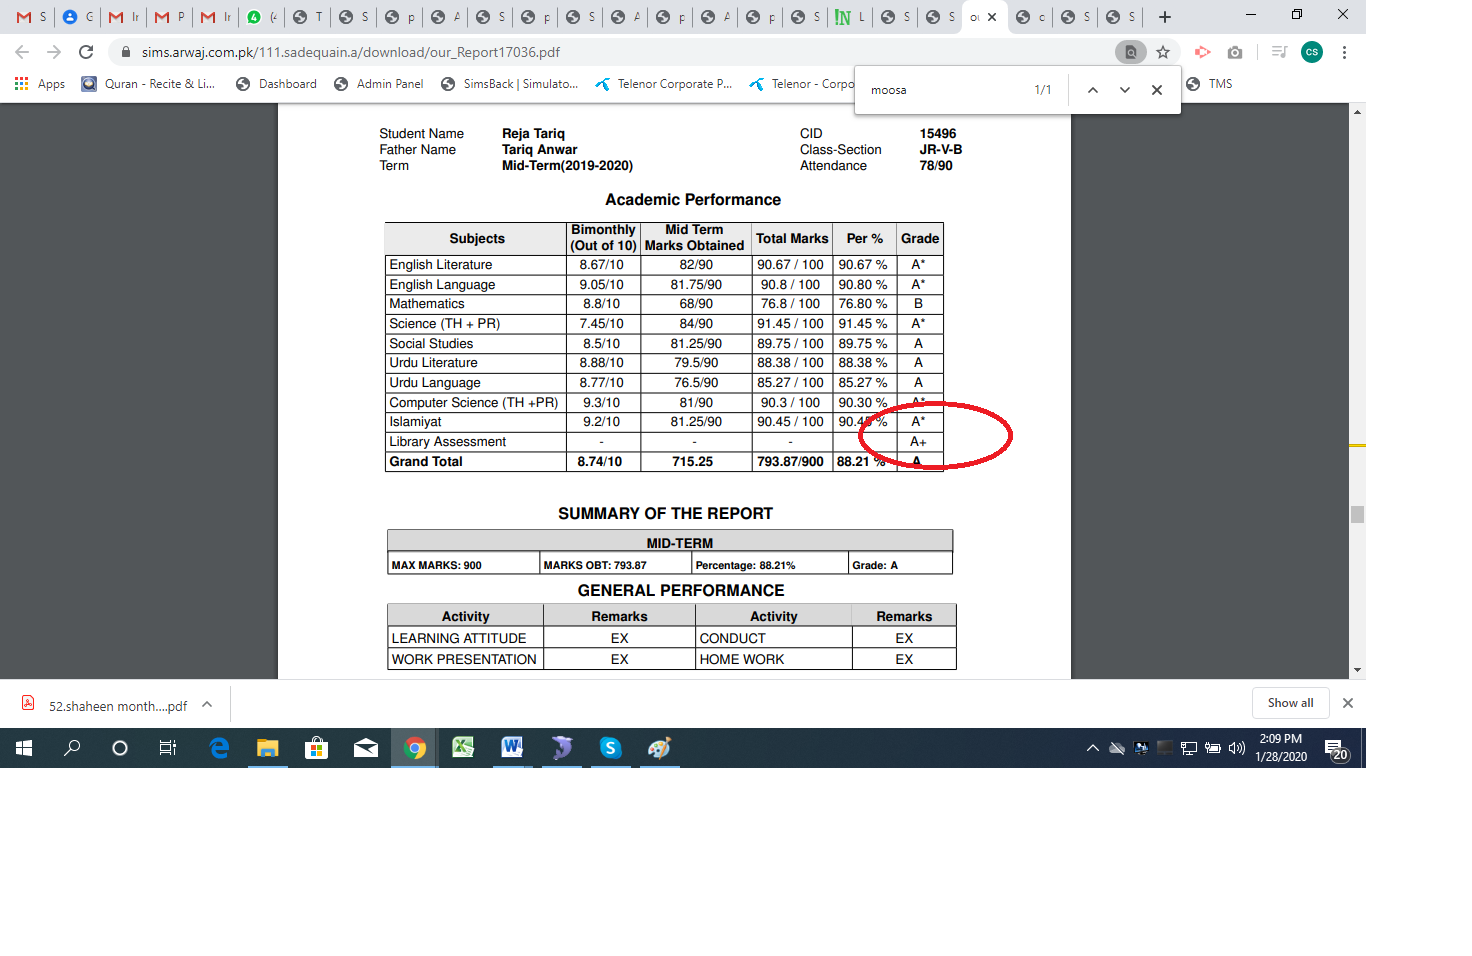 S G Ir P Ir (4 T S p A S p S A p A p S !N L S S ou c S S
sims.arwaj.com.pk/111.sadequain.a/download/our_Report17036.pdf CS
Apps Quran - Recite & Li... Dashboard Admin Panel SimsBack | Simulato... Telenor Corporate P... Telenor - Corpo TMS
moosa 1/1
Student Name Reja Tariq CID 15496
Father Name Tariq Anwar Class-Section JR-V-B
Term Mid-Term(2019-2020) Attendance 78/90
Academic Performance
Subjects Bimonthly (Out of 10) Mid Term Marks Obtained Total Marks Per % Grade
English Literature 8.67/10 82/90 90.67 / 100 90.67 % A*
English Language 9.05/10 81.75/90 90.8 / 100 90.80 % A*
Mathematics 8.8/10 68/90 76.8 / 100 76.80 % B
Science (TH + PR) 7.45/10 84/90 91.45 / 100 91.45 % A*
Social Studies 8.5/10 81.25/90 89.75 / 100 89.75 % A
Urdu Literature 8.88/10 79.5/90 88.38 / 100 88.38 % A
Urdu Language 8.77/10 76.5/90 85.27 / 100 85.27 % A
Computer Science (TH +PR) 9.3/10 81/90 90.3 / 100 90.30 % A*
Islamiyat 9.2/10 81.25/90 90.45 / 100 90.45 % A*
Library Assessment - - - A+
Grand Total 8.74/10 715.25 793.87/900 88.21 % A
SUMMARY OF THE REPORT
MID-TERM
MAX MARKS: 900 MARKS OBT: 793.87 Percentage: 88.21% Grade: A
GENERAL PERFORMANCE
Activity Remarks Activity Remarks
LEARNING ATTITUDE EX CONDUCT EX
WORK PRESENTATION EX HOME WORK EX
52.shaheen month....pdf Show all
2:09 PM
1/28/2020 20